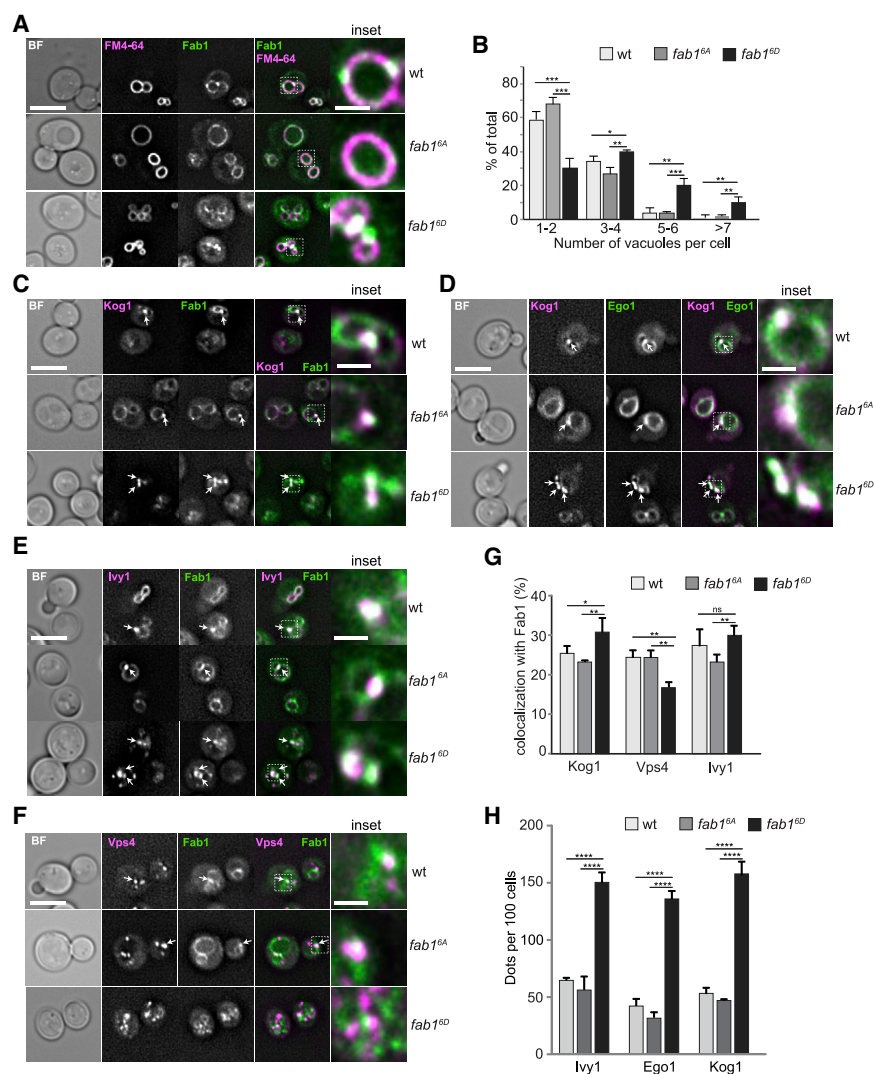 A
inset
BF
FM4-64
Fab1
Fab1
FM4-64
wt
fab1^6A
fab1^6D
B
wt
fab1^6A
fab1^6D
% of total
80
60
40
20
0
***
***
*
**
**
***
**
**
1-2
3-4
5-6
>7
Number of vacuoles per cell
C
inset
BF
Kog1
Fab1
Kog1
Fab1
wt
fab1^6A
fab1^6D
D
inset
BF
Kog1
Ego1
Kog1 Ego1
wt
fab1^6A
fab1^6D
E
inset
BF
Ivy1
Fab1
Ivy1
Fab1
wt
fab1^6A
fab1^6D
G
wt
fab1^6A
fab1^6D
colocalization with Fab1 (%)
40
30
20
10
0
*
**
**
**
ns
**
Kog1
Vps4
Ivy1
F
inset
BF
Vps4
Fab1
Vps4
Fab1
wt
fab1^6A
fab1^6D
H
wt
fab1^6A
fab1^6D
Dots per 100 cells
200
150
100
50
0
****
****
****
****
****
****
Ivy1
Ego1
Kog1